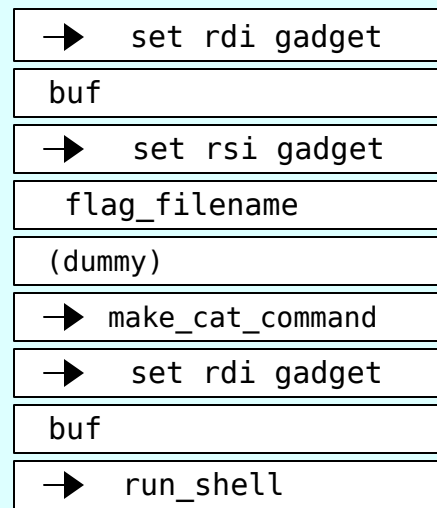 set rdi gadget
buf
set rsi gadget
flag_filename
(dummy)
make_cat_command
set rdi gadget
buf
run_shell